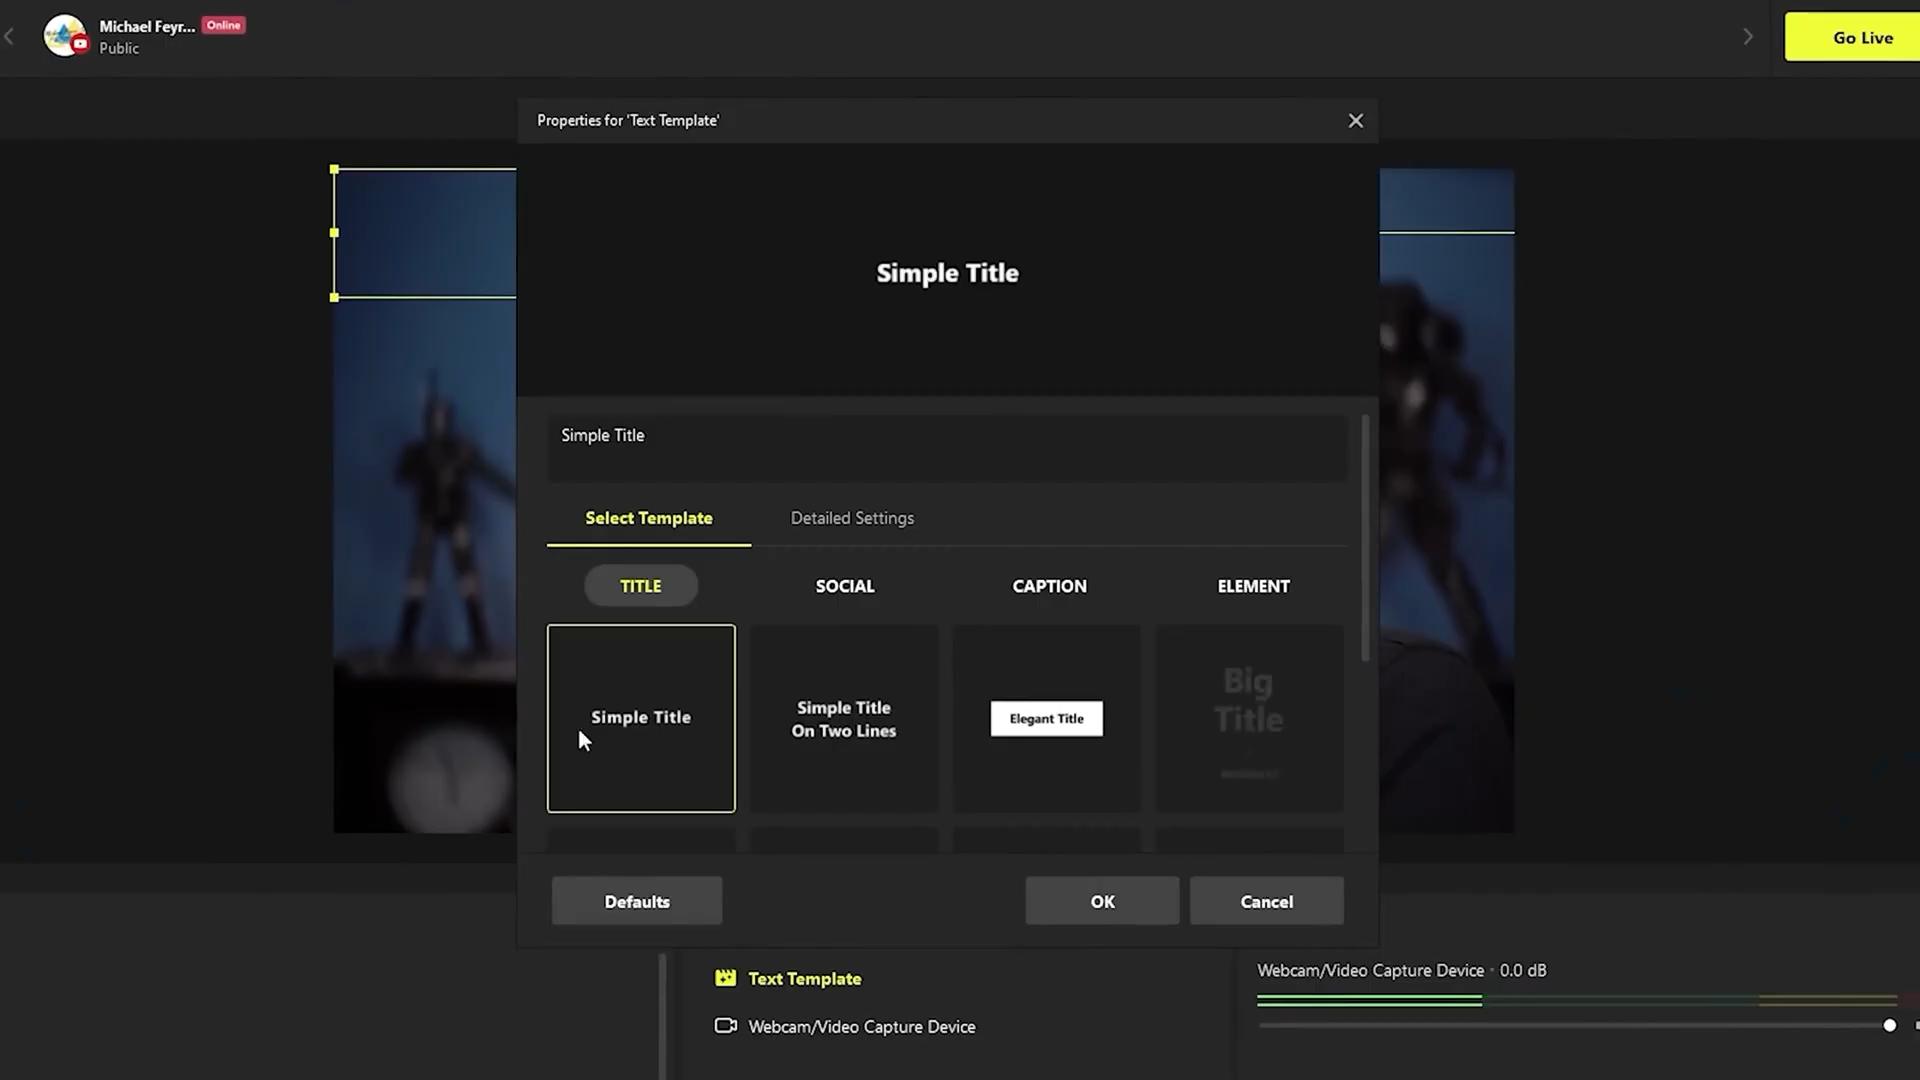 Michael Feyr... Online
Public
Go Live
Properties for 'Text Template'
Simple Title
Simple Title
Select Template
Detailed Settings
TITLE
SOCIAL
CAPTION
ELEMENT
Simple Title
Simple Title
On Two Lines
Elegant Title
Big
Title
Defaults
OK
Cancel
Text Template
Webcam/Video Capture Device
Webcam/Video Capture Device · 0.0 dB